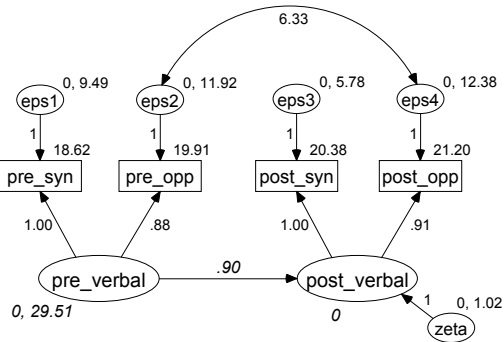 6.33
0, 9.49
0, 11.92
0, 5.78
0, 12.38
eps1
eps2
eps3
eps4
1
1
1
1
18.62
19.91
20.38
21.20
pre_syn
pre_opp
post_syn
post_opp
1.00
.88
1.00
.91
.90
pre_verbal
post_verbal
0, 29.51
0
1
0, 1.02
zeta